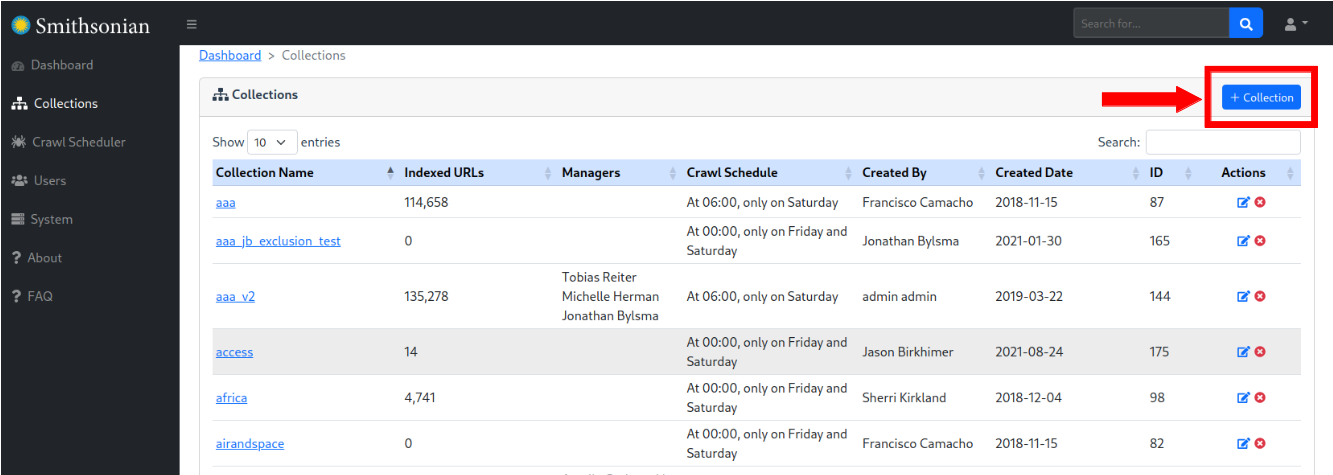 Smithsonian
Search for...
Dashboard
Collections
Crawl Scheduler
Users
System
? About
? FAQ
Dashboard > Collections
Collections
+ Collection
Show 10 entries
Search:
Collection Name Indexed URLs Managers Crawl Schedule Created By Created Date ID Actions
aaa 114,658 At 06:00, only on Saturday Francisco Camacho 2018-11-15 87
aaa_jb_exclusion_test 0 At 00:00, only on Friday and Saturday Jonathan Bylsma 2021-01-30 165
aaa_v2 135,278 Tobias Reiter Michelle Herman Jonathan Bylsma At 06:00, only on Saturday admin admin 2019-03-22 144
access 14 At 00:00, only on Friday and Saturday Jason Birkhimer 2021-08-24 175
africa 4,741 At 00:00, only on Friday and Saturday Sherri Kirkland 2018-12-04 98
airandspace 0 At 00:00, only on Friday and Saturday Francisco Camacho 2018-11-15 82